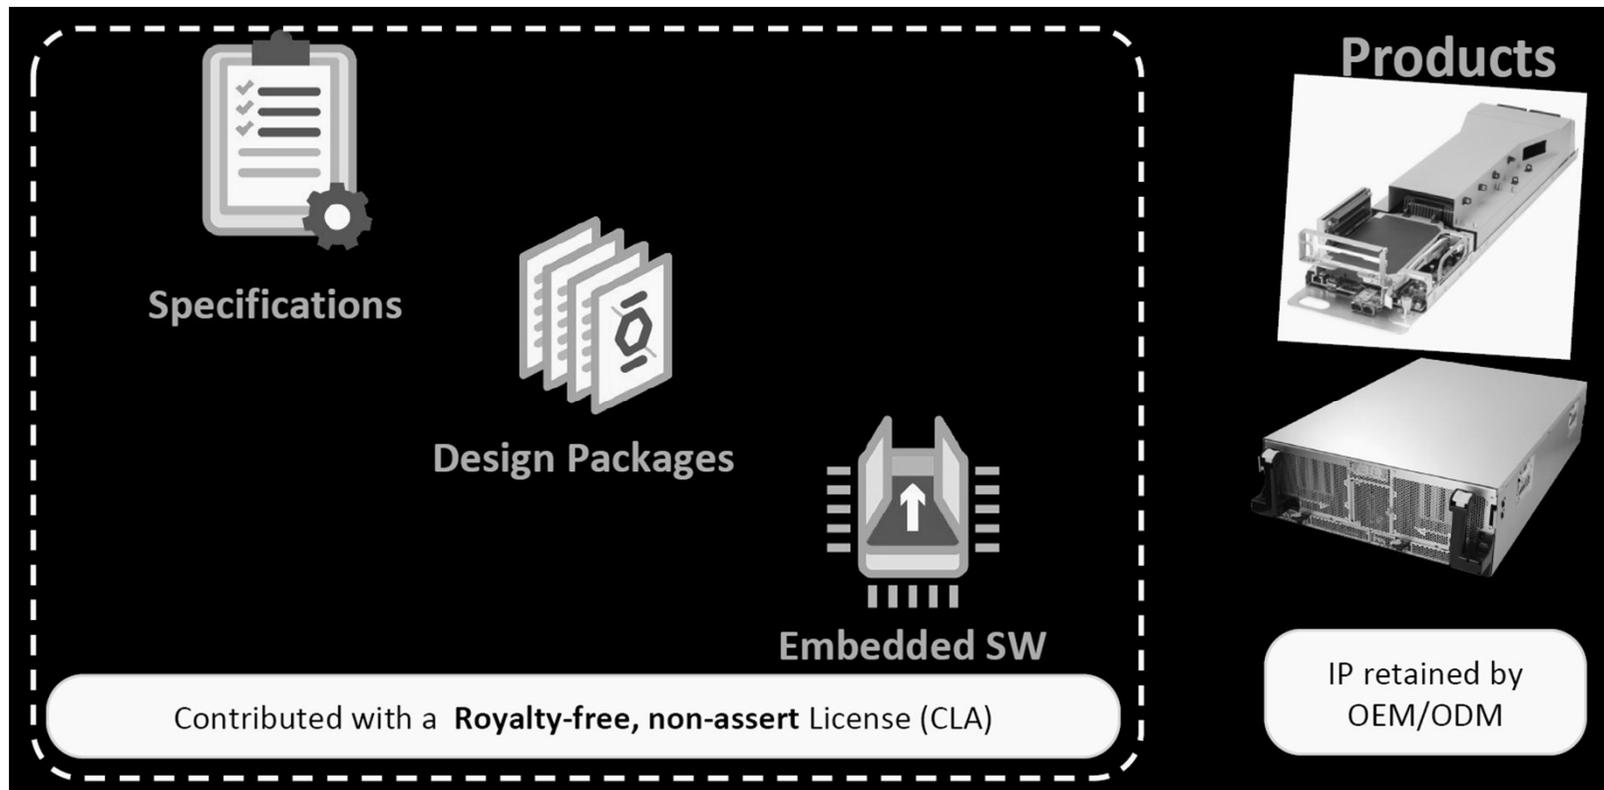 Products
Specifications
Design Packages
Embedded SW
Contributed with a Royalty-free, non-assert License (CLA)
IP retained by
OEM/ODM